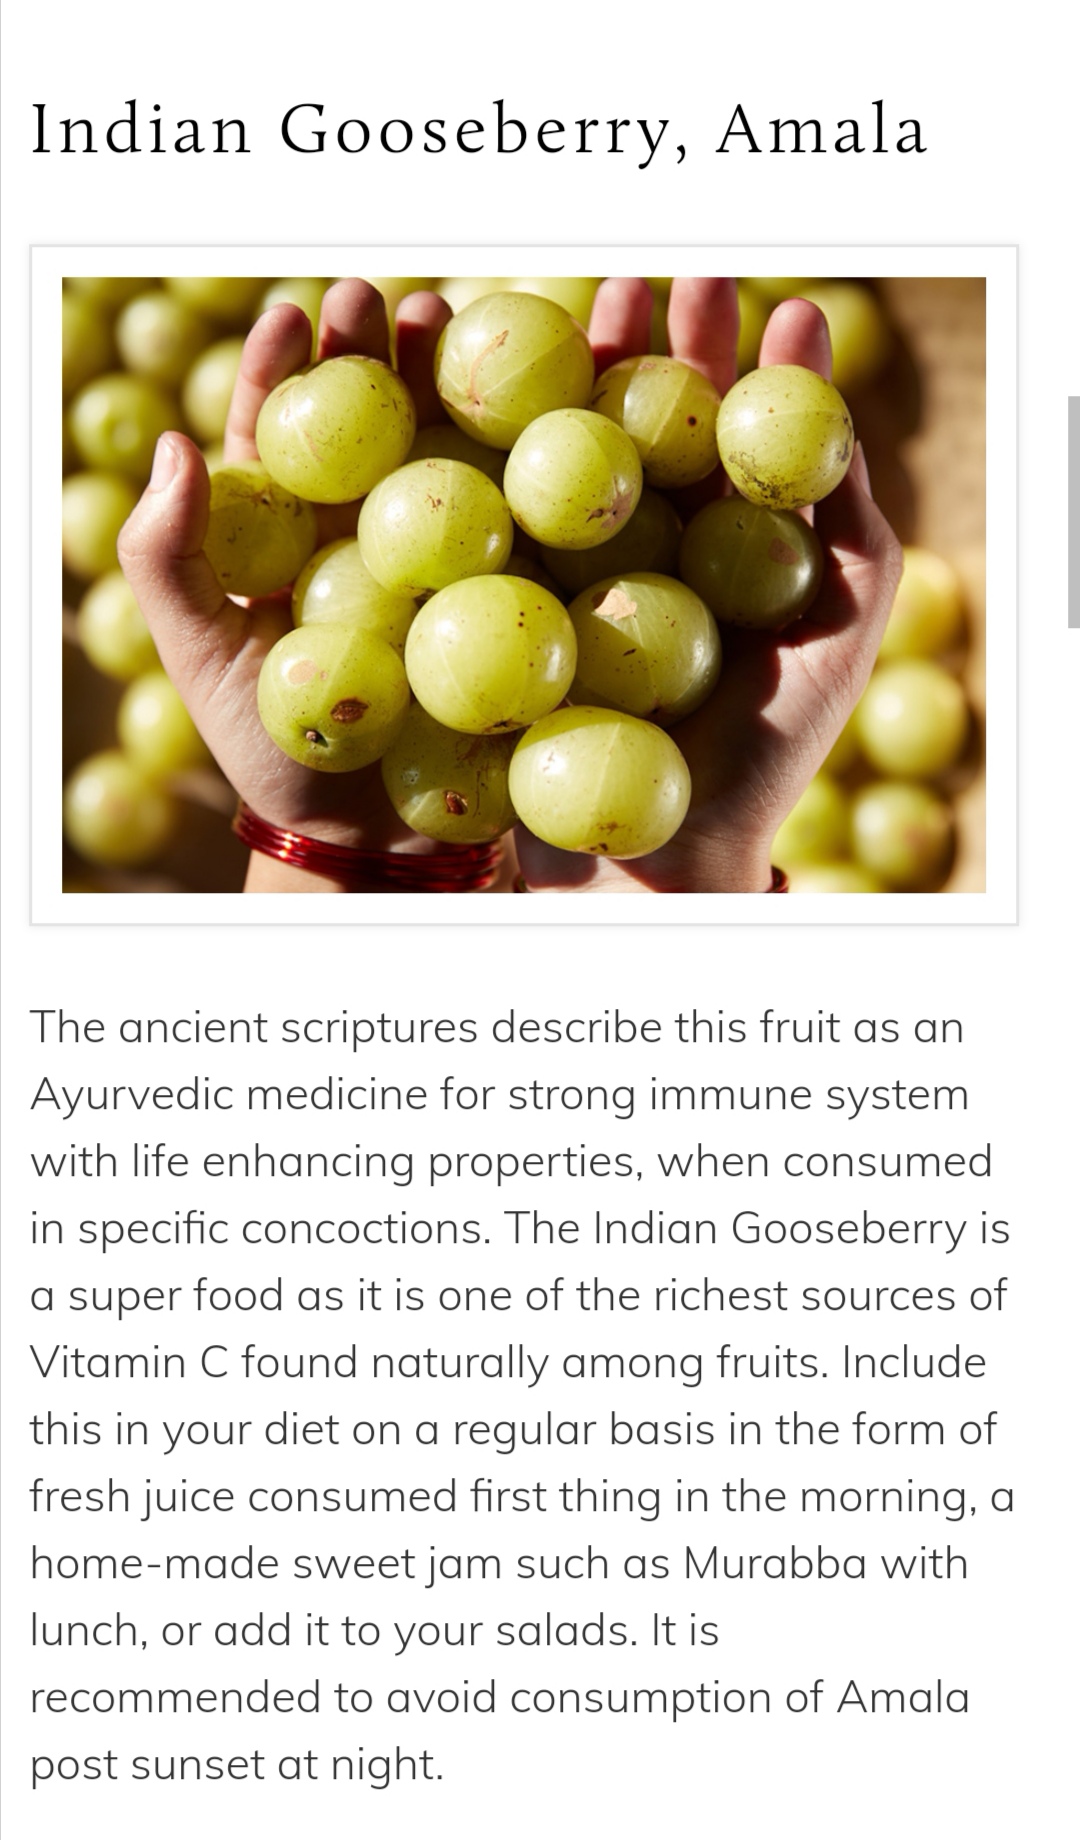 Indian Gooseberry, Amala
The ancient scriptures describe this fruit as an
Ayurvedic medicine for strong immune system
with life enhancing properties, when consumed
in specific concoctions. The Indian Gooseberry is
a super food as it is one of the richest sources of
Vitamin C found naturally among fruits. Include
this in your diet on a regular basis in the form of
fresh juice consumed first thing in the morning, a
home-made sweet jam such as Murabba with
lunch, or add it to your salads. It is
recommended to avoid consumption of Amala
post sunset at night.